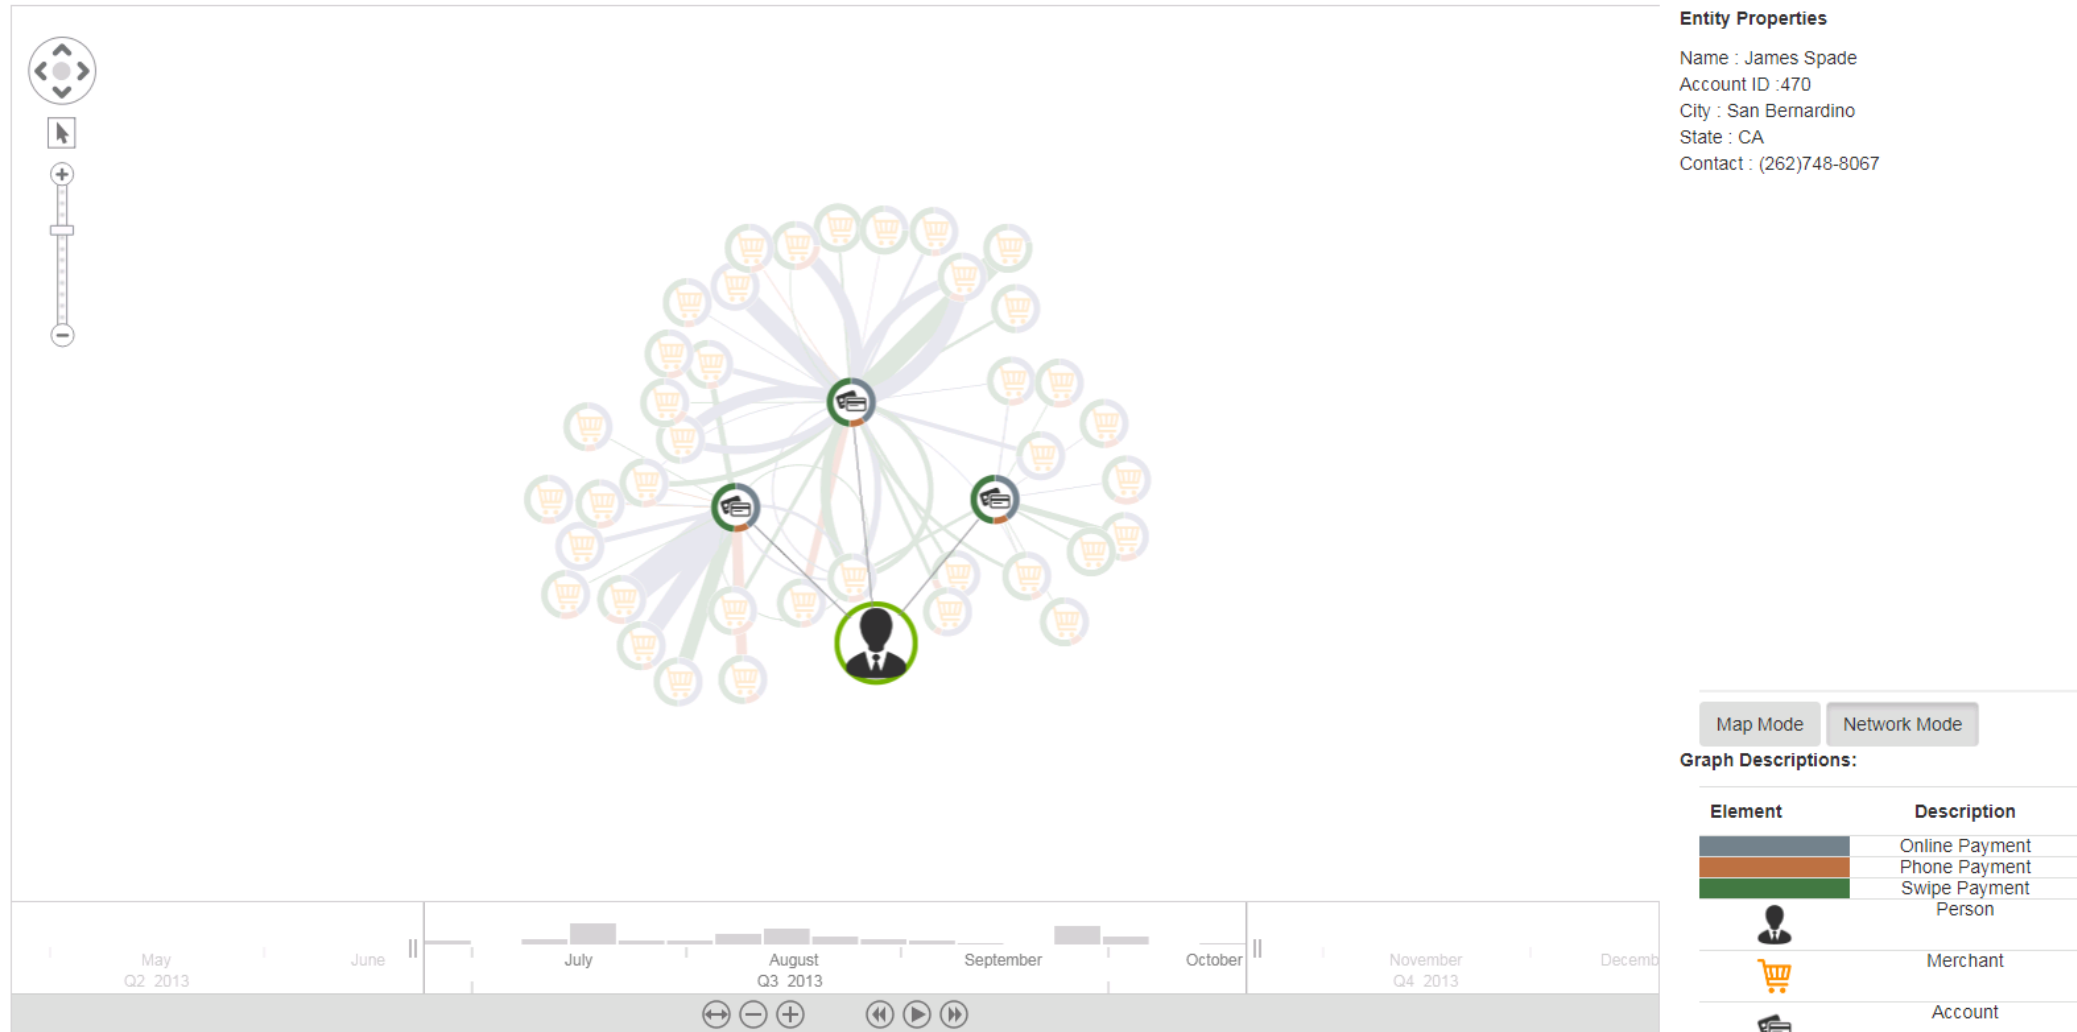 Entity Properties
Name : James Spade
Account ID :470
City : San Bernardino
State : CA
Contact : (262)748-8067
Map Mode
Network Mode
Graph Descriptions:
Element Description
Online Payment
Phone Payment
Swipe Payment
Person
Merchant
Account
May June July August September October November Decemb
Q2 2013 Q3 2013 Q4 2013